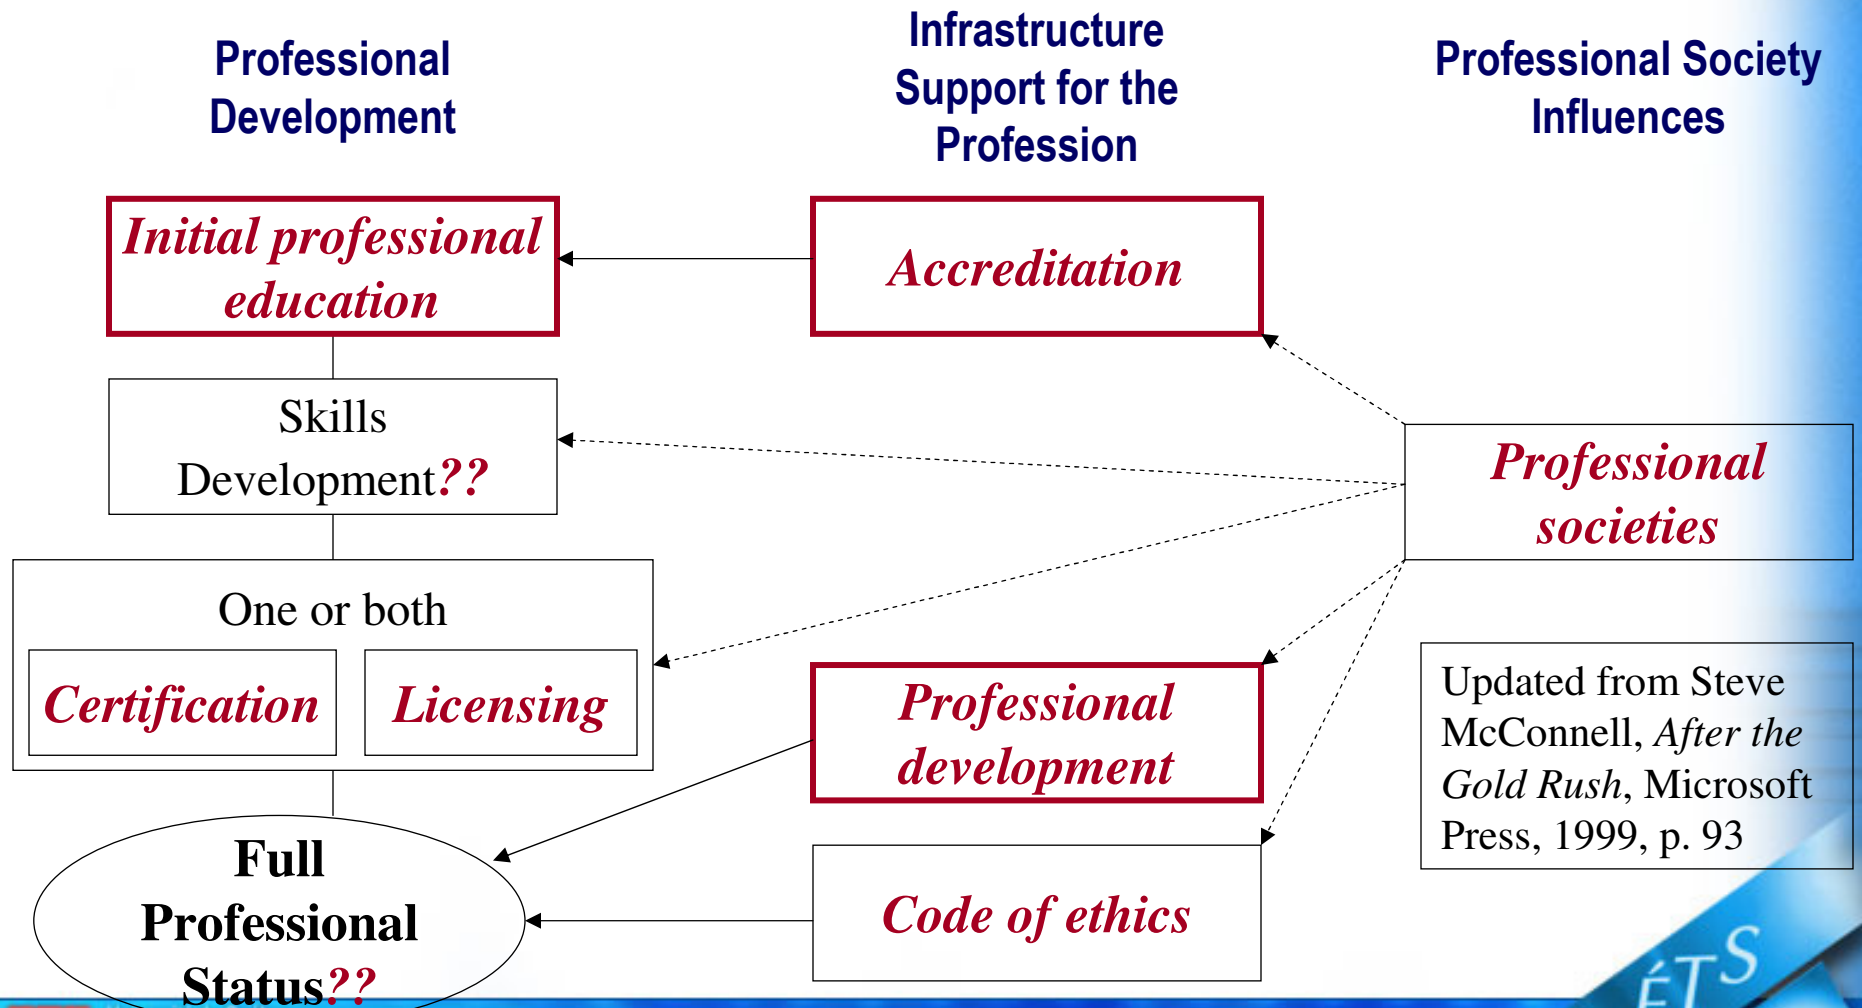 Professional
Development
Infrastructure
Support for the
Profession
Professional Society
Influences
Initial professional
education
Accreditation
Skills
Development??
Professional
societies
One or both
Certification
Licensing
Professional
development
Updated from Steve
McConnell, After the
Gold Rush, Microsoft
Press, 1999, p. 93
Full
Professional
Status??
Code of ethics
ÉTS